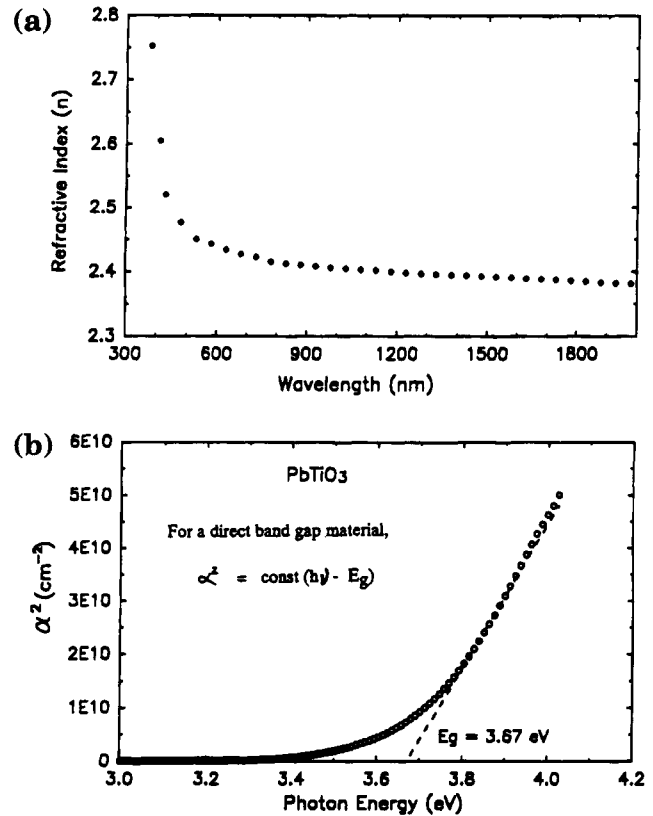 (a)
2.8
2.7
2.6
2.5
2.4
2.3
Refractive Index (n)
300 600 900 1200 1500 1800
Wavelength (nm)
(b)
6E10
5E10
4E10
3E10
2E10
1E10
0
α² (cm⁻²)
PbTiO₃
For a direct band gap material,
α² = const (hν - Eg)
Eg = 3.67 eV
3.0 3.2 3.4 3.6 3.8 4.0 4.2
Photon Energy (eV)